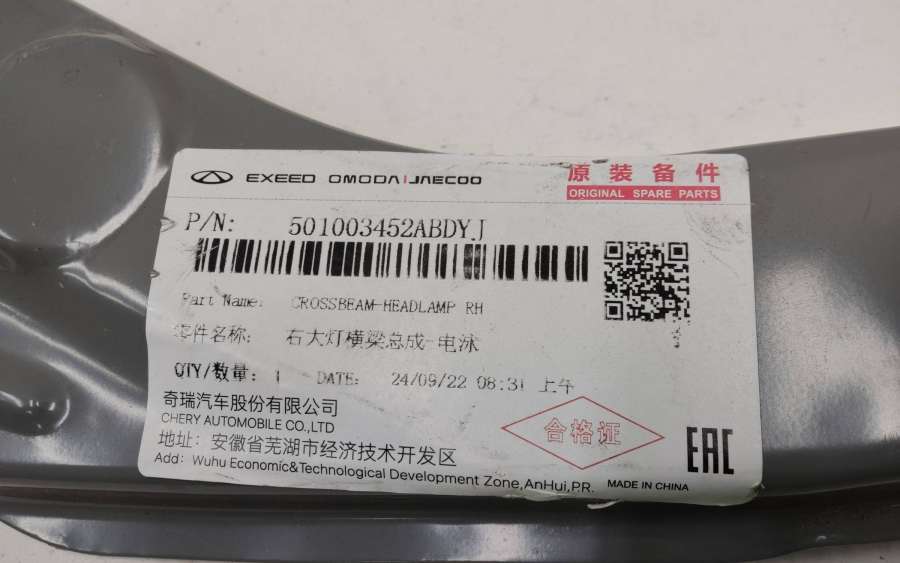 EXEED OMODA | JAECOO
原装备件
ORIGINAL SPARE PARTS
P/N: 501003452ABDYJ
Part Name: CROSSBEAM-HEADLAMP RH
零件名称: 右大灯横梁总成-电泳
QTY/数量: 1 DATE: 24/09/22 08:31 上午
奇瑞汽车股份有限公司
CHERY AUTOMOBILE CO.,LTD
地址: 安徽省芜湖市经济技术开发区
Add: Wuhu Economic&Technological Development Zone,AnHui,P.R.
合格证
EAC
MADE IN CHINA